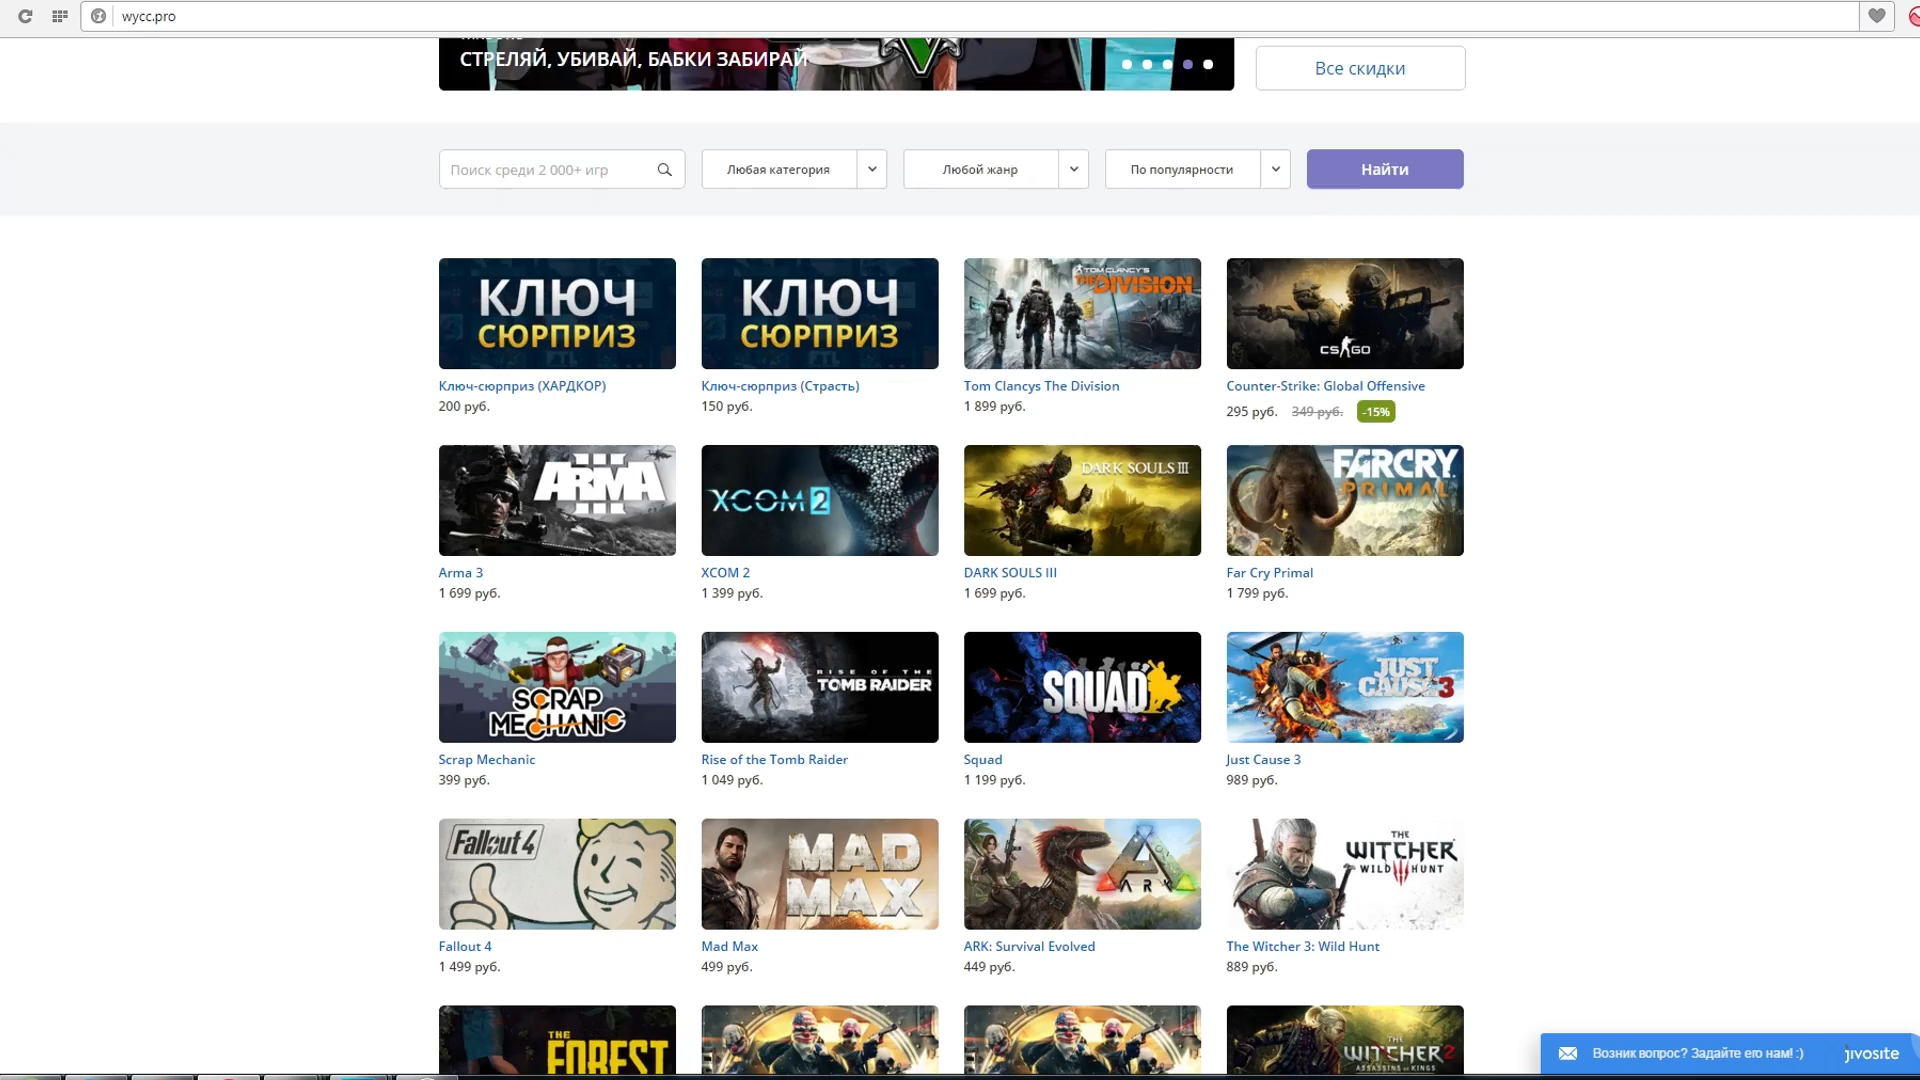 wycc.pro
СТРЕЛЯЙ, УБИВАЙ, БАБКИ ЗАБИРАЙ
Все скидки
Поиск среди 2 000+ игр
Любая категория
Любой жанр
По популярности
Найти
КЛЮЧ
СЮРПРИЗ
КЛЮЧ
СЮРПРИЗ
TOM CLANCY'S
THE DIVISION
CS GO
Ключ-сюрприз (ХАРДКОР)
Ключ-сюрприз (Страсть)
Tom Clancys The Division
Counter-Strike: Global Offensive
200 руб.
150 руб.
1 899 руб.
295 руб. 349 руб. -15%
ARMA
III
XCOM 2
DARK SOULS III
FARCRY
PRIMAL
Arma 3
XCOM 2
DARK SOULS III
Far Cry Primal
1 699 руб.
1 399 руб.
1 699 руб.
1 799 руб.
SCRAP
MECHANIC
RISE OF THE
TOMB RAIDER
SQUAD
JUST
CAUSE 3
Scrap Mechanic
Rise of the Tomb Raider
Squad
Just Cause 3
399 руб.
1 049 руб.
1 199 руб.
989 руб.
Fallout 4
MAD
MAX
ARK
THE
WITCHER
WILD HUNT
Fallout 4
Mad Max
ARK: Survival Evolved
The Witcher 3: Wild Hunt
1 499 руб.
499 руб.
449 руб.
889 руб.
THE
FOREST
WITCHER 2
ASSASSINS OF KINGS
Возник вопрос? Задайте его нам! :)
jivosite